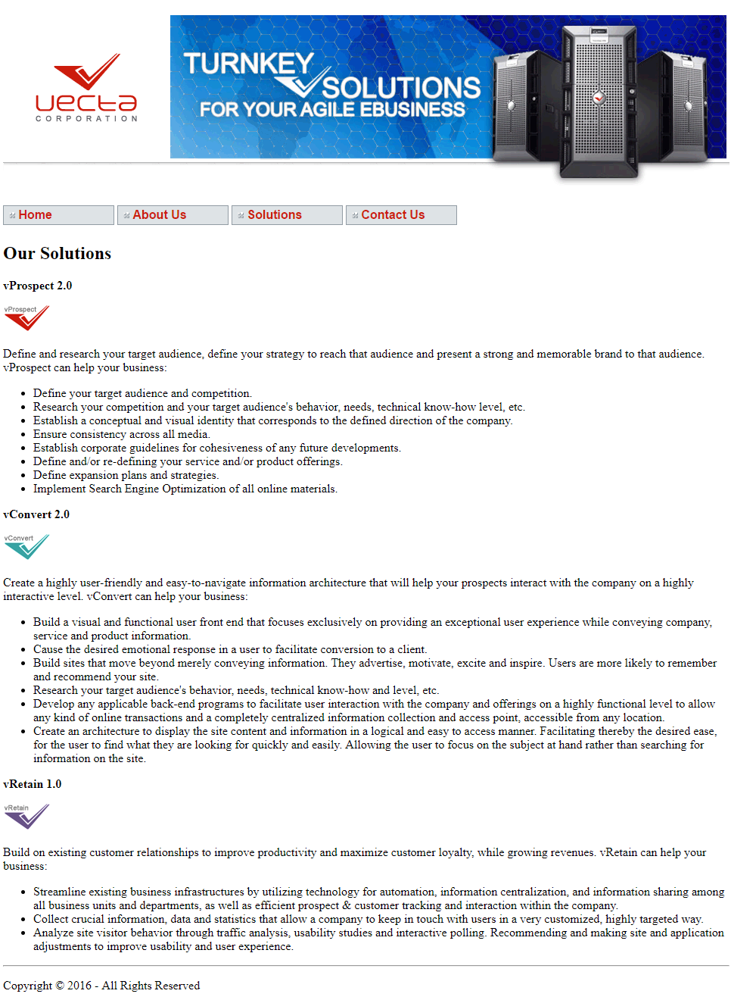 TURNKEY
SOLUTIONS
FOR YOUR AGILE EBUSINESS
vecta
CORPORATION
Home
About Us
Solutions
Contact Us
Our Solutions
vProspect 2.0
vProspect
Define and research your target audience, define your strategy to reach that audience and present a strong and memorable brand to that audience.
vProspect can help your business:
• Define your target audience and competition.
• Research your competition and your target audience's behavior, needs, technical know-how level, etc.
• Establish a conceptual and visual identity that corresponds to the defined direction of the company.
• Ensure consistency across all media.
• Establish corporate guidelines for cohesiveness of any future developments.
• Define and/or re-defining your service and/or product offerings.
• Define expansion plans and strategies.
• Implement Search Engine Optimization of all online materials.
vConvert 2.0
vConvert
Create a highly user-friendly and easy-to-navigate information architecture that will help your prospects interact with the company on a highly
interactive level. vConvert can help your business:
• Build a visual and functional user front end that focuses exclusively on providing an exceptional user experience while conveying company,
service and product information.
• Cause the desired emotional response in a user to facilitate conversion to a client.
• Build sites that move beyond merely conveying information. They advertise, motivate, excite and inspire. Users are more likely to remember
and recommend your site.
• Research your target audience's behavior, needs, technical know-how and level, etc.
• Develop any applicable back-end programs to facilitate user interaction with the company and offerings on a highly functional level to allow
any kind of online transactions and a completely centralized information collection and access point, accessible from any location.
• Create an architecture to display the site content and information in a logical and easy to access manner. Facilitating thereby the desired ease,
for the user to find what they are looking for quickly and easily. Allowing the user to focus on the subject at hand rather than searching for
information on the site.
vRetain 1.0
vRetain
Build on existing customer relationships to improve productivity and maximize customer loyalty, while growing revenues. vRetain can help your
business:
• Streamline existing business infrastructures by utilizing technology for automation, information centralization, and information sharing among
all business units and departments, as well as efficient prospect & customer tracking and interaction within the company.
• Collect crucial information, data and statistics that allow a company to keep in touch with users in a very customized, highly targeted way.
• Analyze site visitor behavior through traffic analysis, usability studies and interactive polling. Recommending and making site and application
adjustments to improve usability and user experience.
Copyright © 2016 - All Rights Reserved